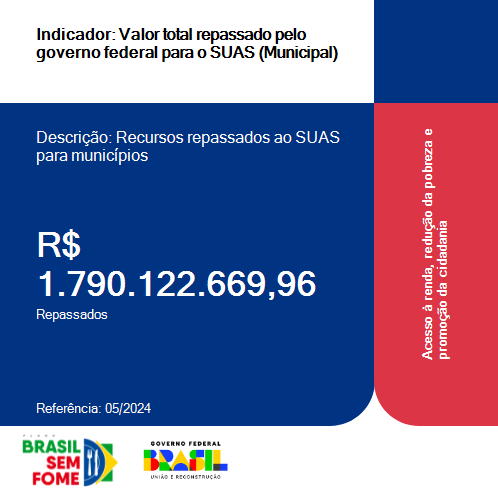 Indicador: Valor total repassado pelo
governo federal para o SUAS (Municipal)
Descrição: Recursos repassados ao SUAS
para municípios
R$
1.790.122.669,96
Repassados
Referência: 05/2024
Acesso à renda, redução da pobreza e
promoção da cidadania
PLANO
BRASIL
SEM
FOME
GOVERNO FEDERAL
BRASIL
UNIÃO E RECONSTRUÇÃO